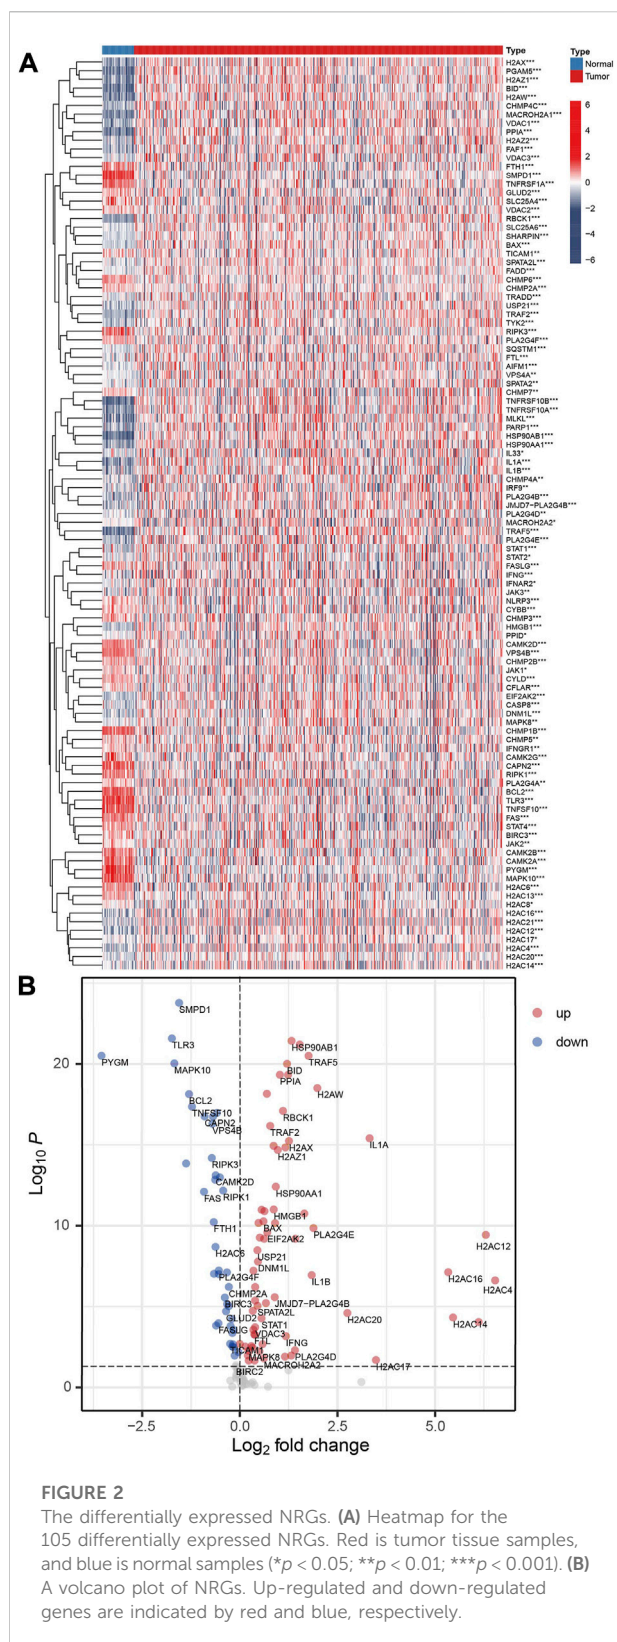 A
Type
H2AX***
PGAM5***
H2AZ1***
BID***
H2AW***
CHMP4C***
MACROH2A1***
VDAC1***
PPIA***
H2AZ2***
FAF1***
VDAC3***
FTH1***
SMPD1***
TNFRSF1A***
GLUD2***
SLC25A4***
VDAC2***
RBCK1***
SLC25A6***
SHARPIN***
BAX***
TICAM1**
SPATA2L***
FADD***
CHMP6***
CHMP2A***
TRADD***
USP21***
TRAF2***
TYK2***
RIPK3***
PLA2G4F***
SQSTM1***
FTL***
AIFM1***
VPS4A**
SPATA2**
CHMP7**
TNFRSF10B***
TNFRSF10A***
MLKL***
PARP1***
HSP90AB1***
HSP90AA1***
IL33*
IL1A***
IL1B***
CHMP4A**
IRF9**
PLA2G4B***
JMJD7−PLA2G4B***
PLA2G4D**
MACROH2A2*
TRAF5***
PLA2G4E***
STAT1***
STAT2*
FASLG***
IFNG***
IFNAR2*
JAK3**
NLRP3***
CYBB***
CHMP3***
HMGB1***
PPID*
CAMK2D***
VPS4B***
CHMP2B***
JAK1*
CYLD***
CFLAR***
EIF2AK2***
CASP8***
DNM1L***
MAPK8**
CHMP1B***
CHMP5**
IFNGR1**
CAMK2G***
CAPN2***
RIPK1***
PLA2G4A**
BCL2***
TLR3***
TNFSF10***
FAS***
STAT4***
BIRC3***
JAK2**
CAMK2B***
CAMK2A***
PYGM***
MAPK10***
H2AC6***
H2AC13***
H2AC8*
H2AC16***
H2AC21***
H2AC12***
H2AC17*
H2AC4***
H2AC20***
H2AC14***
Type
Normal
Tumor
6
4
2
0
−2
−4
−6
B
up
down
SMPD1
TLR3
PYGM
MAPK10
BCL2
TNFSF10
CAPN2
VPS4B
RIPK3
CAMK2D
FAS
RIPK1
FTH1
H2AC6
PLA2G4F
CHMP2A
BIRC3
GLUD2
FASLG
TICAM1
HSP90AB1
TRAF5
BID
PPIA
H2AW
RBCK1
TRAF2
H2AX
H2AZ1
IL1A
HSP90AA1
HMGB1
BAX
PLA2G4E
EIF2AK2
USP21
DNM1L
IL1B
JMJD7−PLA2G4B
SPATA2L
STAT1
VDAC3
FTL
IFNG
MAPK8
PLA2G4D
MACROH2A2
BIRC2
H2AC12
H2AC16
H2AC4
H2AC20
H2AC14
H2AC17
20
10
0
Log10 P
−2.5
0.0
2.5
5.0
Log2 fold change
FIGURE 2
The differentially expressed NRGs. (A) Heatmap for the
105 differentially expressed NRGs. Red is tumor tissue samples,
and blue is normal samples (*p < 0.05; **p < 0.01; ***p < 0.001). (B)
A volcano plot of NRGs. Up-regulated and down-regulated
genes are indicated by red and blue, respectively.